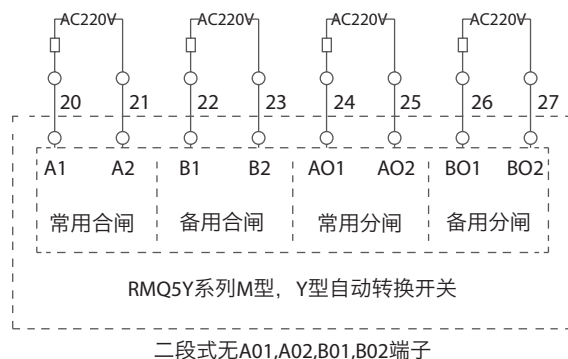 AC220V AC220V AC220V AC220V
20 21 22 23 24 25 26 27
A1 A2 B1 B2 AO1 AO2 BO1 BO2
常用合闸 备用合闸 常用分闸 备用分闸
RMQ5Y系列M型，Y型自动转换开关
二段式无A01,A02,B01,B02端子